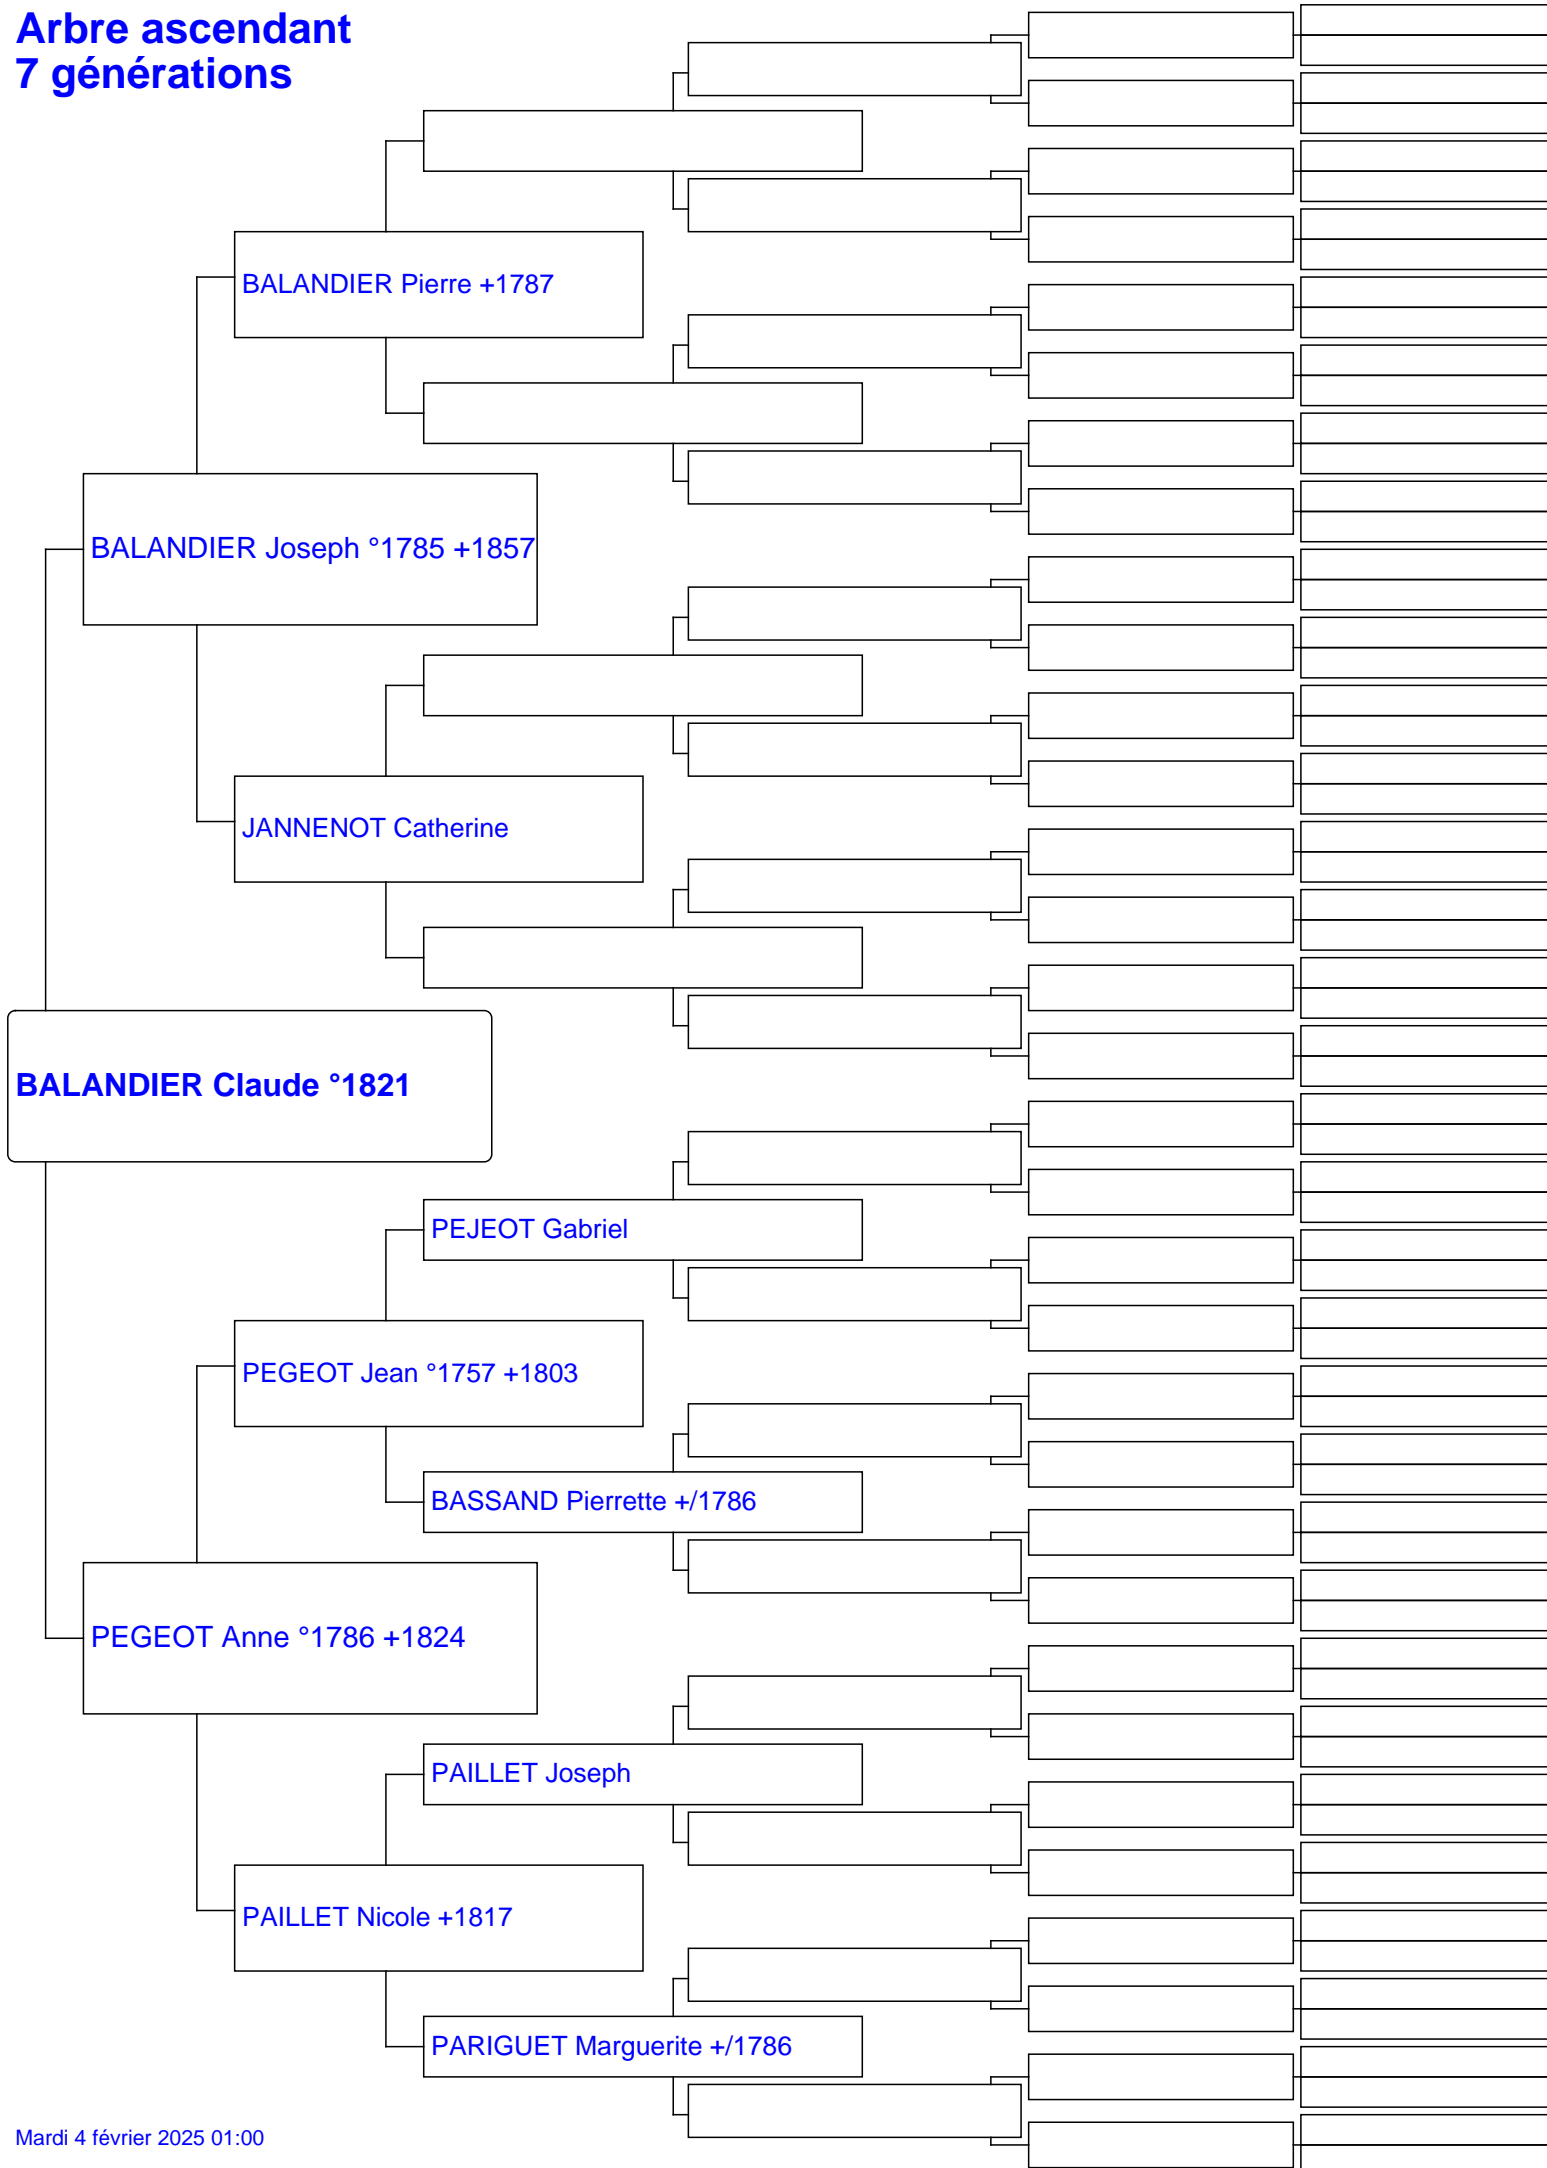 Arbre ascendant
7 générations
BALANDIER Pierre +1787
BALANDIER Joseph °1785 +1857
JANNENOT Catherine
BALANDIER Claude °1821
PEJEOT Gabriel
PEGEOT Jean °1757 +1803
BASSAND Pierrette +/1786
PEGEOT Anne °1786 +1824
PAILLET Joseph
PAILLET Nicole +1817
PARIGUET Marguerite +/1786
Mardi 4 février 2025 01:00